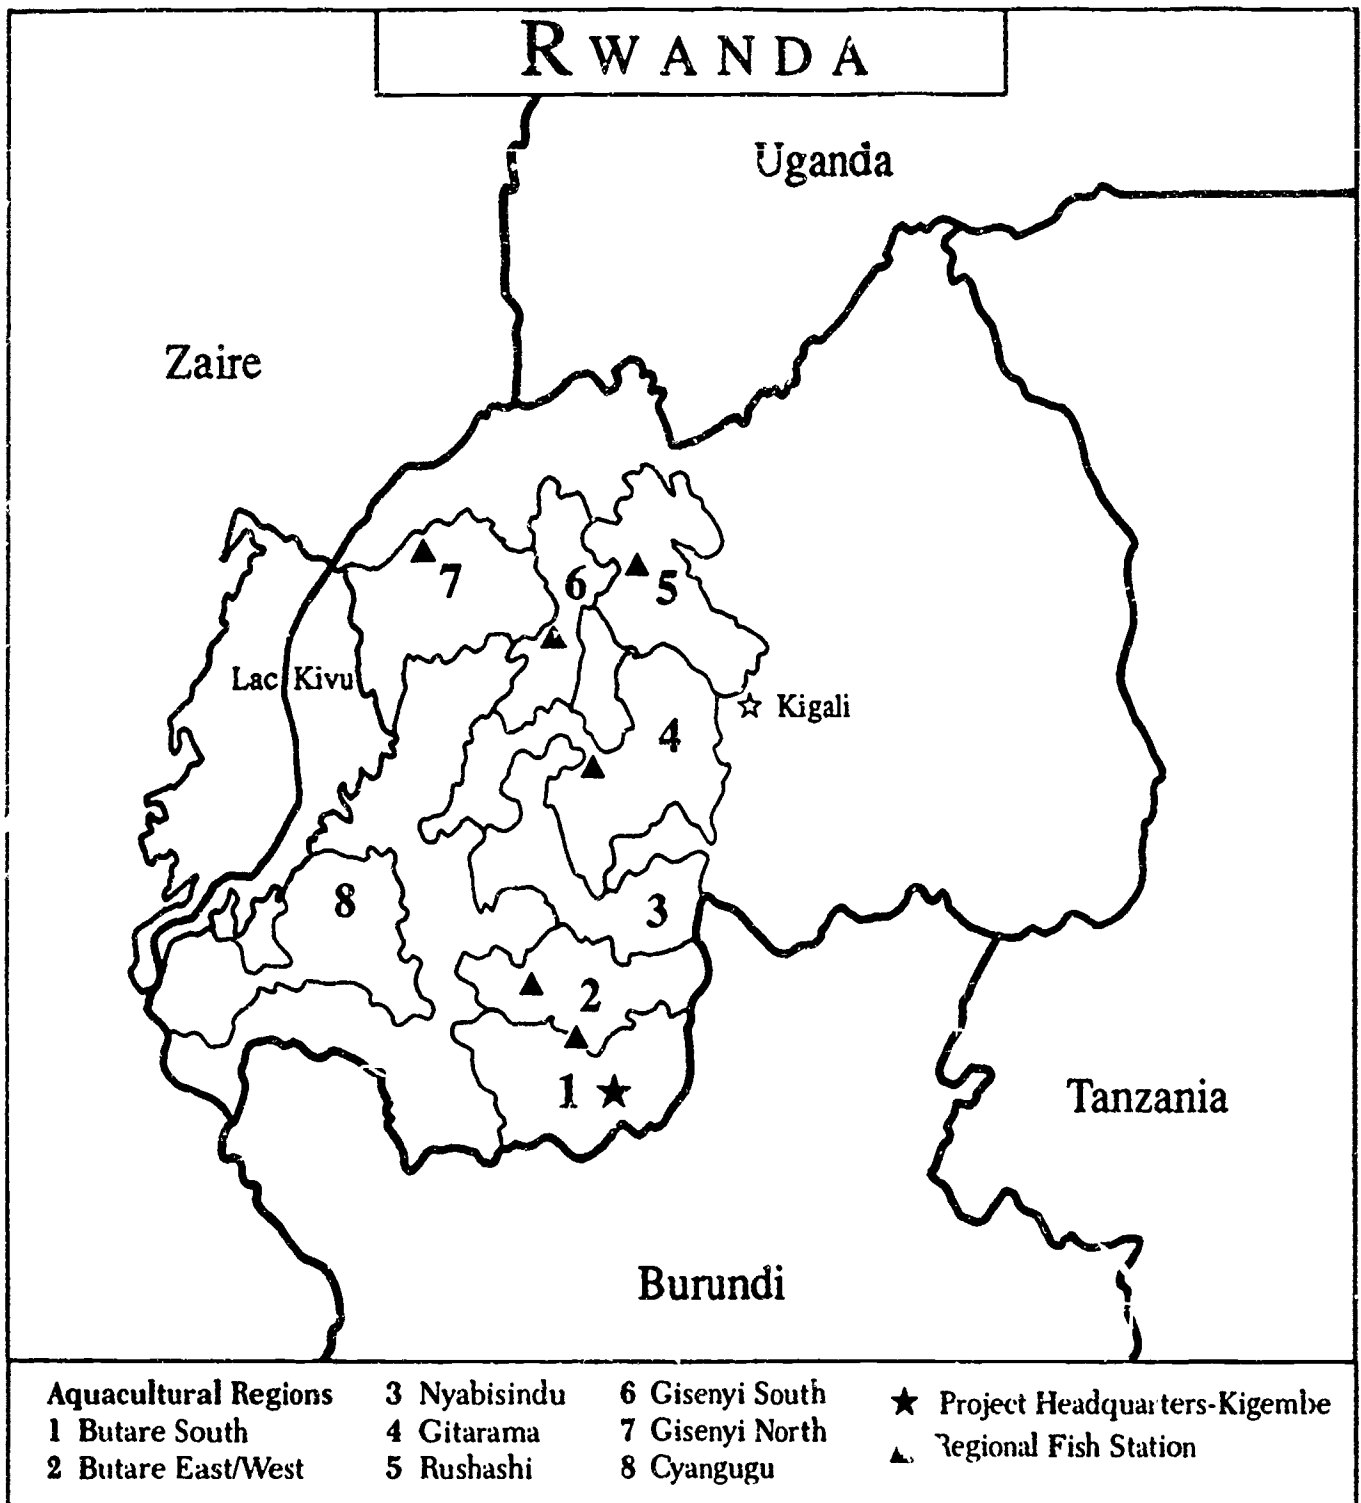 RWANDA
Uganda
Zaire
7
6
5
Lac Kivu
4
Kigali
8
3
2
1
Tanzania
Burundi
Aquacultural Regions
1 Butare South
2 Butare East/West
3 Nyabisindu
4 Gitarama
5 Rushashi
6 Gisenyi South
7 Gisenyi North
8 Cyangugu
★ Project Headquarters-Kigembe
▲ Regional Fish Station